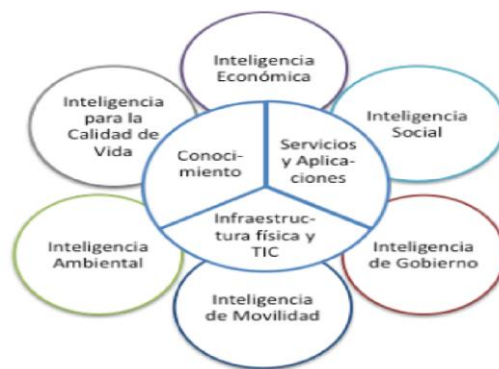 Inteligencia
Económica
Inteligencia
para la
Calidad de
Vida
Inteligencia
Social
Conoci-
miento
Servicios
y Aplica-
ciones
Infraestruc-
tura física y
TIC
Inteligencia
Ambiental
Inteligencia
de Gobierno
Inteligencia
de Movilidad